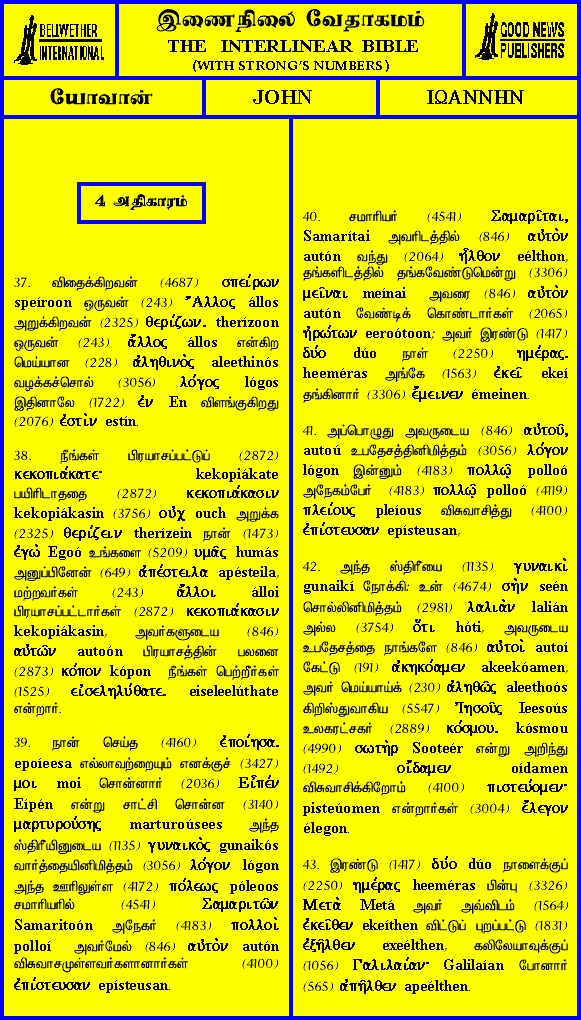 BELLWETHER
INTERNATIONAL
இணைநிலை வேதாகமம்
THE INTERLINEAR BIBLE
(WITH STRONG'S NUMBERS)
GOOD NEWS
PUBLISHERS
யோவான்
JOHN
ΙΩΑΝΝΗΝ
4 அதிகாரம்
37. விதைக்கிறவன் (4687) σπείρων
speíroon ஒருவன் (243) Ἄλλος állos
அறுக்கிறவன் (2325) θερίζων. therízoon
ஒருவன் (243) ἄλλος állos என்கிற
மெய்யான (228) ἀληθινὸς aleethinós
வழக்கச்சொல் (3056) λόγος lógos
இதினாலே (1722) ἐν En விளங்குகிறது
(2076) ἐστὶν estín.
38. நீங்கள் பிரயாசப்பட்டுப் (2872)
κεκοπιάκατε· kekopiákate
பயிரிடாததை (2872) κεκοπιάκασιν
kekopiákasin (3756) οὐχ ouch அறுக்க
(2325) θερίζειν therízein நான் (1473)
ἐγὼ Egoó உங்களை (5209) υμᾶς humás
அனுப்பினேன் (649) ἀπέστειλα apésteila,
மற்றவர்கள் (243) ἄλλοι álloi
பிரயாசப்பட்டார்கள் (2872) κεκοπιάκασιν
kekopiákasin, அவர்களுடைய (846)
αὐτῶν autoón பிரயாசத்தின் பலனை
(2873) κόπον kópon நீங்கள் பெற்றீர்கள்
(1525) εἰσεληλύθατε. eiseleelúthate
என்றார்.
39. நான் செய்த (4160) ἐποίησα.
epoíeesa எல்லாவற்றையும் எனக்குச் (3427)
μοι moi சொன்னார் (2036) Εἶπέν
Eípén என்று சாட்சி சொன்ன (3140)
μαρτυρούσης marturoúsees அந்த
ஸ்திரீயினுடைய (1135) γυναικὸς gunaikós
வார்த்தையினிமித்தம் (3056) λόγον lógon
அந்த ஊரிலுள்ள (4172) πόλεως póleoos
சமாரியரில் (4541) Σαμαριτῶν
Samaritoón அநேகர் (4183) πολλοὶ
polloí அவர்மேல் (846) αὐτὸν autón
விசுவாசமுள்ளவர்களானார்கள் (4100)
ἐπίστευσαν epísteusan.
40. சமாரியர் (4541) Σαμαρῖται,
Samarítai அவரிடத்தில் (846) αὐτὸν
autón வந்து (2064) ἦλθον eélthon,
தங்களிடத்தில் தங்கவேண்டுமென்று (3306)
μεῖναι meínai அவரை (846) αὐτὸν
autón வேண்டிக் கொண்டார்கள் (2065)
ἠρώτων eeroótoon; அவர் இரண்டு (1417)
δύο dúo நாள் (2250) ημέρας.
heeméras அங்கே (1563) ἐκεῖ ekeí
தங்கினார் (3306) ἔμεινεν émeinen.
41. அப்பொழுது அவருடைய (846) αὐτοῦ,
autoú உபதேசத்தினிமித்தம் (3056) λόγον
lógon இன்னும் (4183) πολλῷ polloó
அநேகம்பேர் (4183) πολλῷ polloó (4119)
πλείους pleíous விசுவாசித்து (4100)
ἐπίστευσαν epísteusan,
42. அந்த ஸ்திரீயை (1135) γυναικὶ
gunaikí நோக்கி: உன் (4674) σὴν seén
சொல்லினிமித்தம் (2981) λαλιὰν lalián
அல்ல (3754) ὅτι hóti, அவருடைய
உபதேசத்தை நாங்களே (846) αὐτοὶ autoí
கேட்டு (191) ἀκηκόαμεν akeekóamen,
அவர் மெய்யாய்க் (230) ἀληθῶς aleethoós
கிறிஸ்துவாகிய (5547) Ἰησοῦς Ieesoús
உலகரட்சகர் (2889) κόσμου. kósmou
(4990) σωτὴρ Sooteér என்று அறிந்து
(1492) οἴδαμεν oídamen
விசுவாசிக்கிறோம் (4100) πιστεύομεν·
pisteúomen என்றார்கள் (3004) ἔλεγον
élegon.
43. இரண்டு (1417) δύο dúo நாளைக்குப்
(2250) ημέρας heeméras பின்பு (3326)
Μετὰ Metá அவர் அவ்விடம் (1564)
ἐκεῖθεν ekeíthen விட்டுப் புறப்பட்டு (1831)
ἐξῆλθεν exeélthen, கலிலேயாவுக்குப்
(1056) Γαλιλαίαν· Galilaían போனார்
(565) ἀπῆλθεν apeélthen.